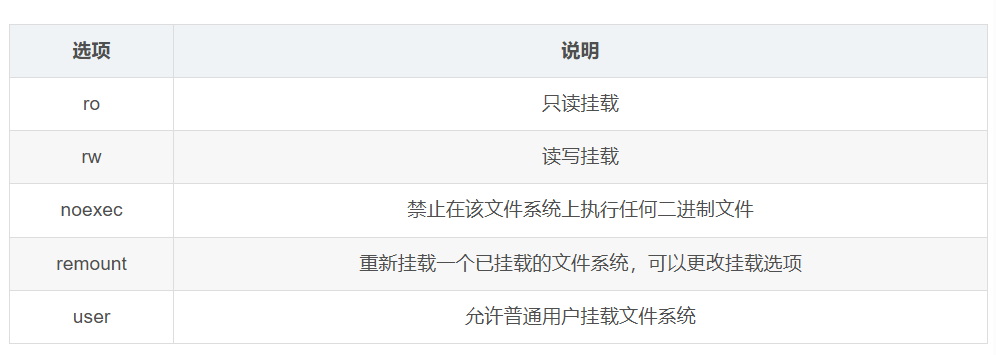 选项 说明
ro 只读挂载
rw 读写挂载
noexec 禁止在该文件系统上执行任何二进制文件
remount 重新挂载一个已挂载的文件系统，可以更改挂载选项
user 允许普通用户挂载文件系统